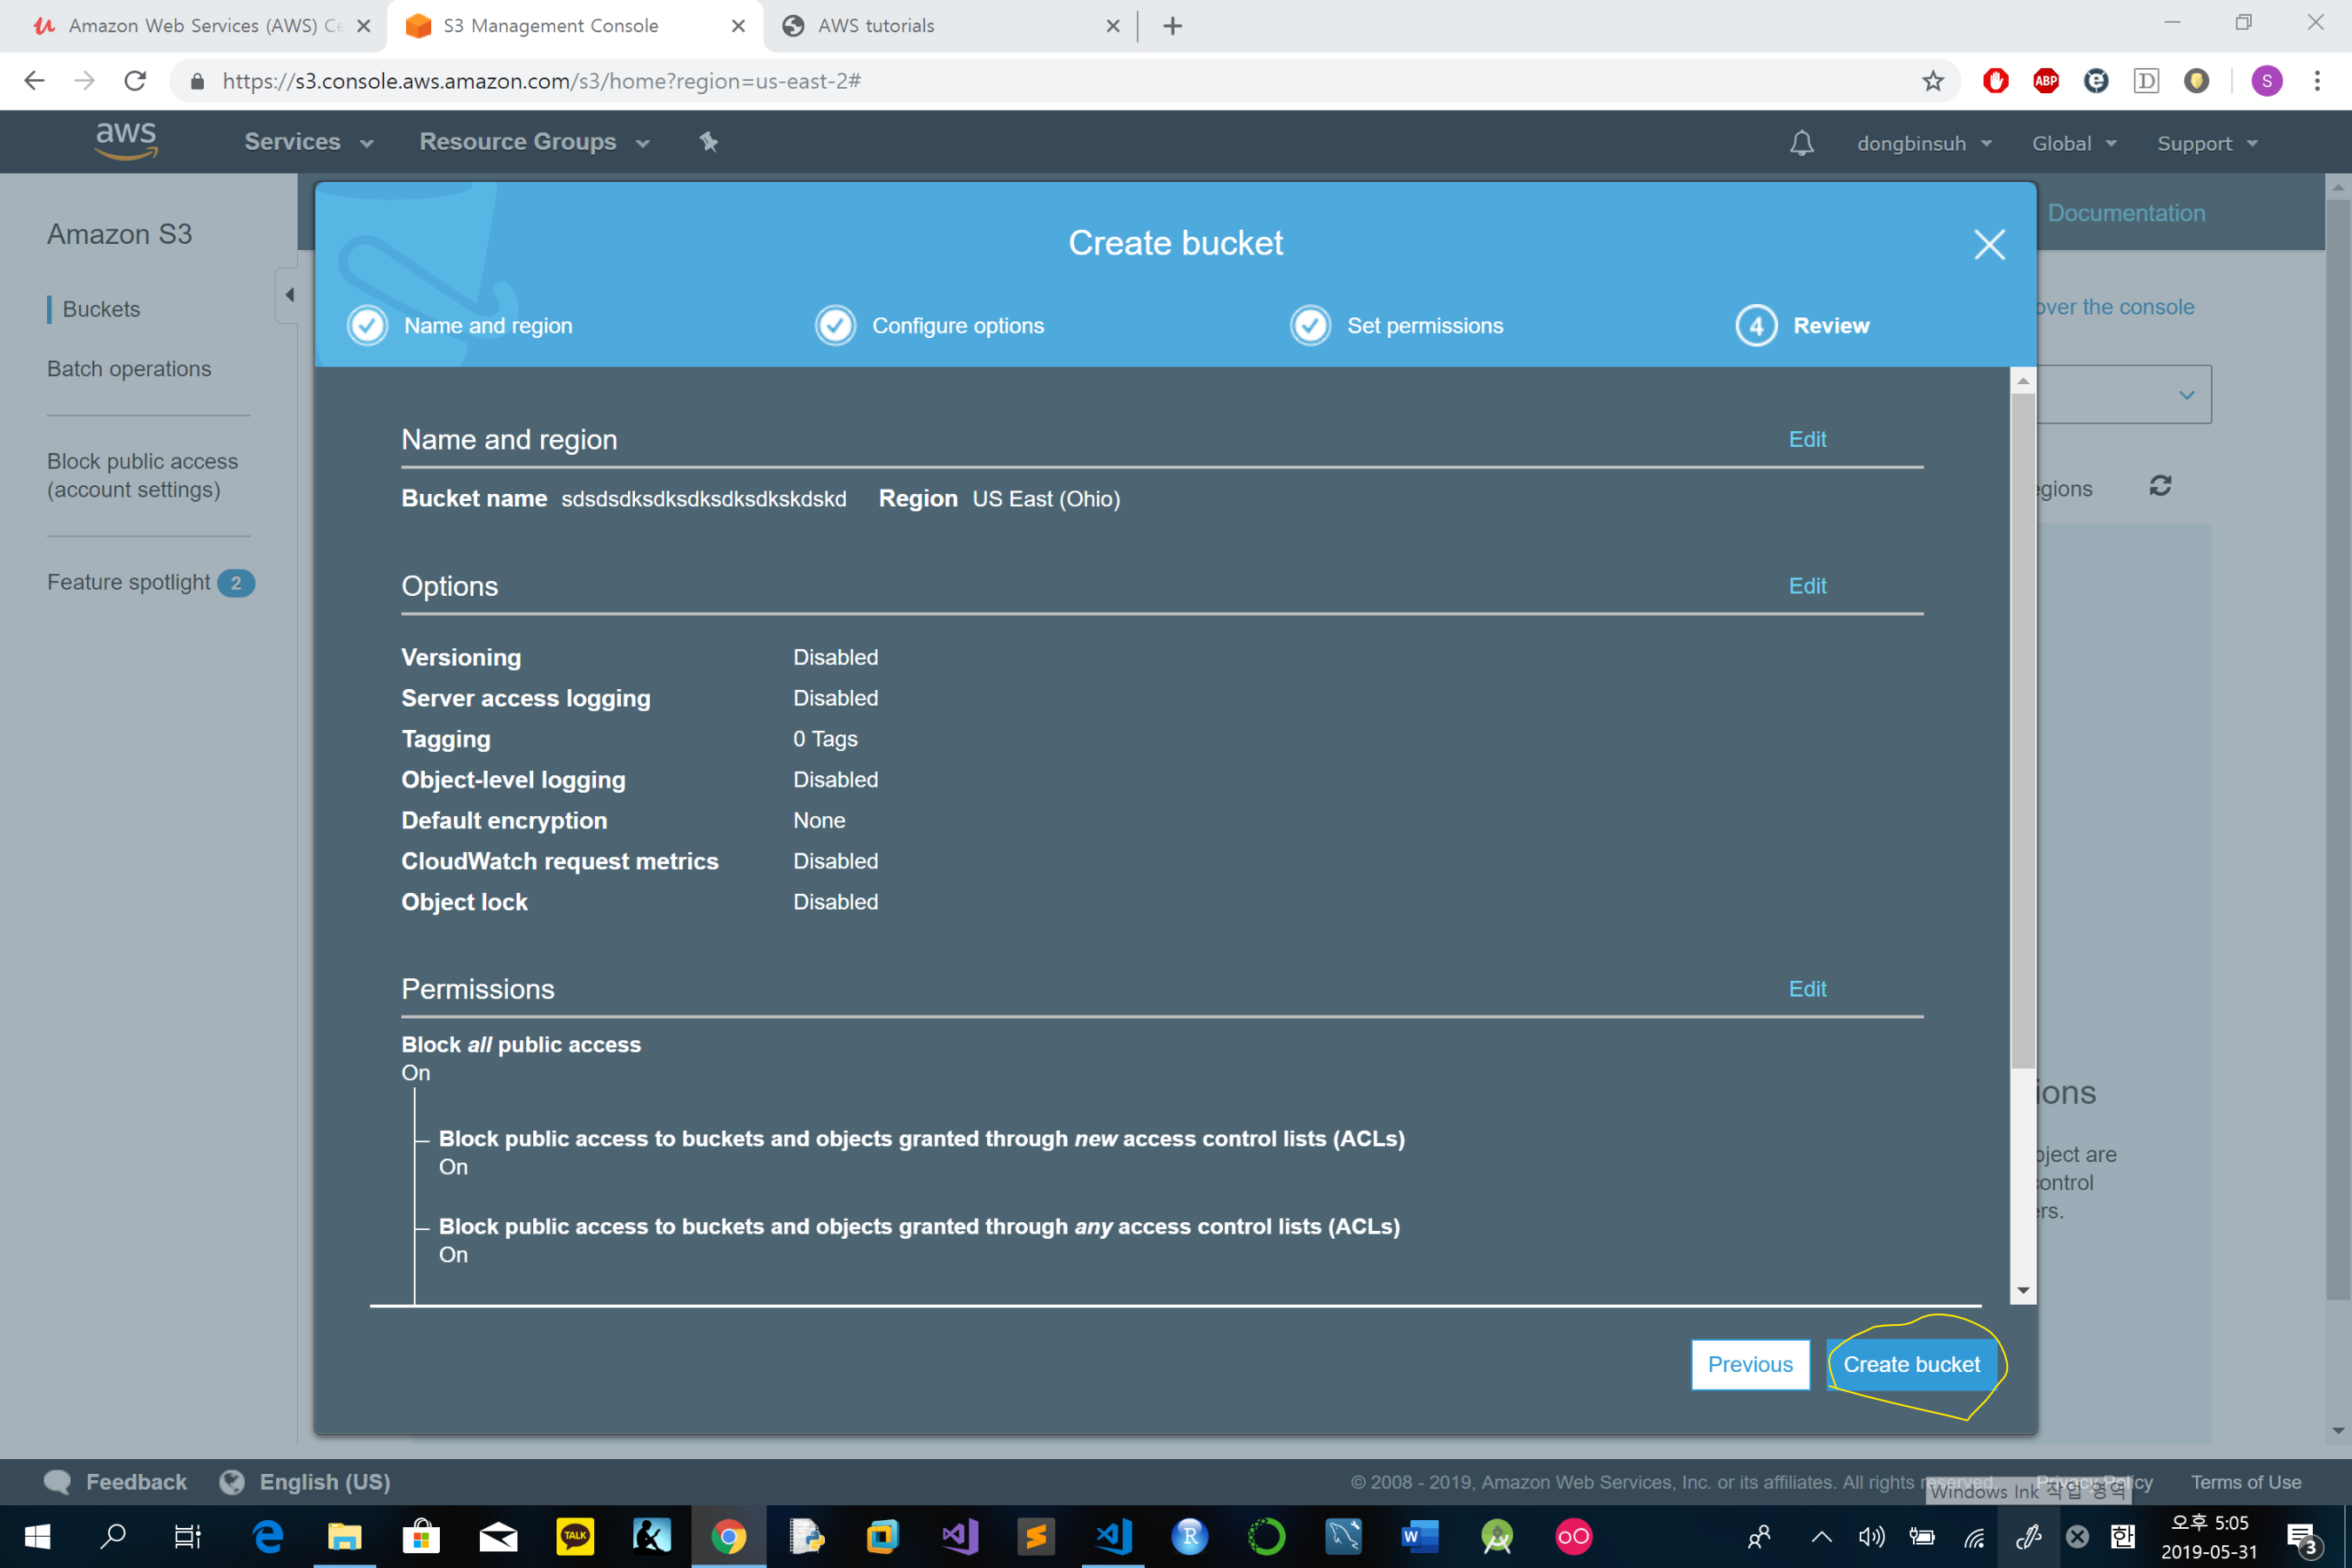 Amazon Web Services (AWS) Ce
S3 Management Console
AWS tutorials
https://s3.console.aws.amazon.com/s3/home?region=us-east-2#
ABP
D
S
aws
Services
Resource Groups
dongbinsuh
Global
Support
Amazon S3
Buckets
Batch operations
Block public access
(account settings)
Feature spotlight 2
Documentation
over the console
egions
Create bucket
Name and region
Configure options
Set permissions
4 Review
Name and region Edit
Bucket name sdsdsdksdksdksdksdkskdskd Region US East (Ohio)
Options Edit
Versioning Disabled
Server access logging Disabled
Tagging 0 Tags
Object-level logging Disabled
Default encryption None
CloudWatch request metrics Disabled
Object lock Disabled
Permissions Edit
Block all public access
On
Block public access to buckets and objects granted through new access control lists (ACLs)
On
Block public access to buckets and objects granted through any access control lists (ACLs)
On
ions
bject are
control
ers.
Previous
Create bucket
Feedback
English (US)
© 2008 - 2019, Amazon Web Services, Inc. or its affiliates. All rights reserved.
Privacy Policy
Terms of Use
Windows Ink 작업 영역
TALK
R
W
한
오후 5:05
2019-05-31
3